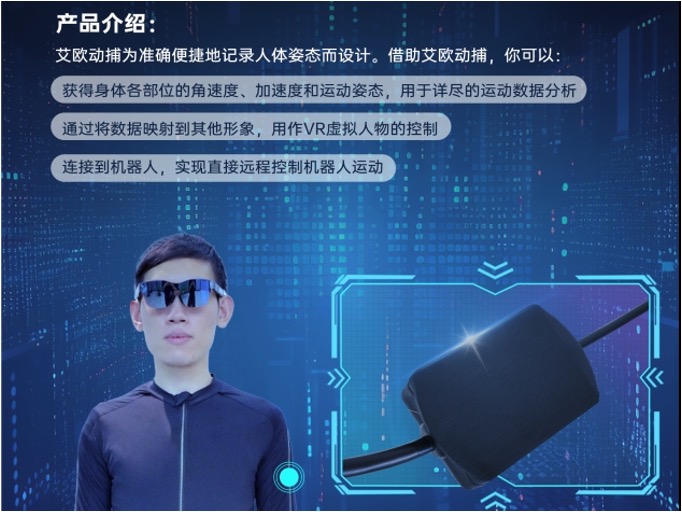 产品介绍：
艾欧动捕为准确便捷地记录人体姿态而设计。借助艾欧动捕，你可以：
获得身体各部位的角速度、加速度和运动姿态，用于详尽的运动数据分析
通过将数据映射到其他形象，用作VR虚拟人物的控制
连接到机器人，实现直接远程控制机器人运动